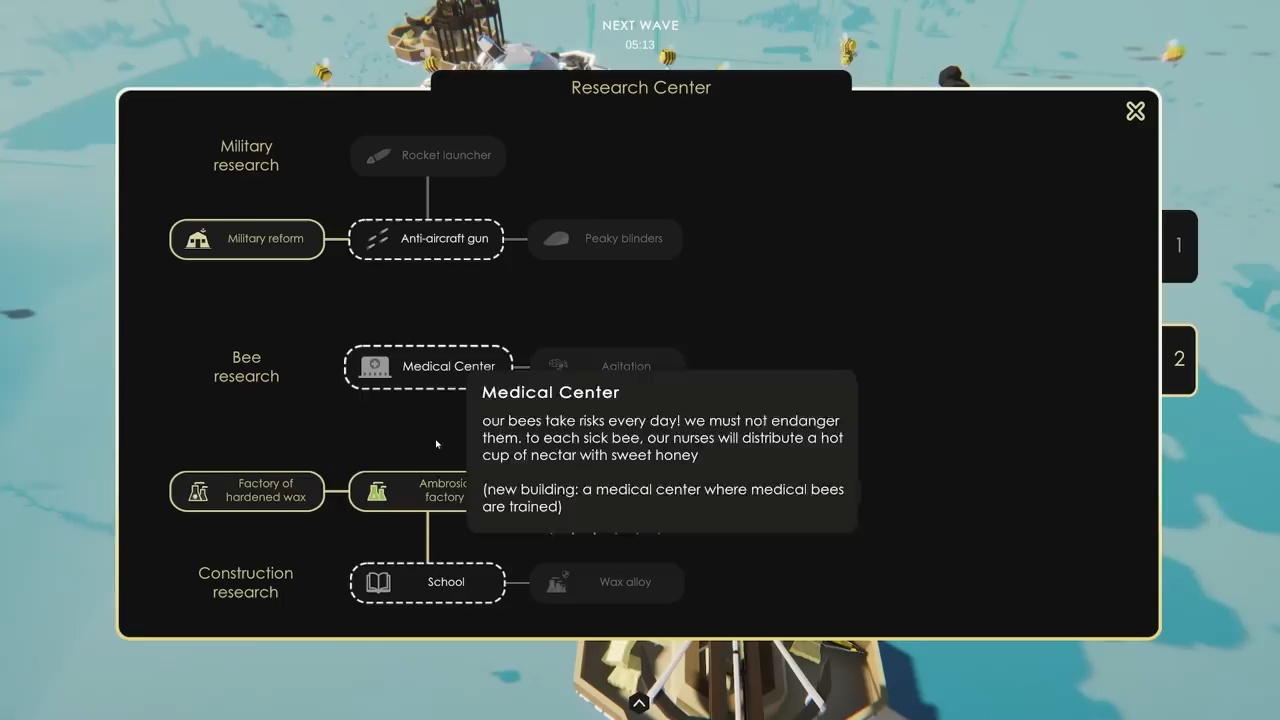 NEXT WAVE
05:13
Research Center
Military
research
Rocket launcher
Military reform
Anti-aircraft gun
Peaky blinders
1
Bee
research
Medical Center
Agitation
2
Medical Center
our bees take risks every day! we must not endanger
them. to each sick bee, our nurses will distribute a hot
cup of nectar with sweet honey
(new building: a medical center where medical bees
are trained)
Factory of
hardened wax
factory
Construction
research
School
Wax alloy